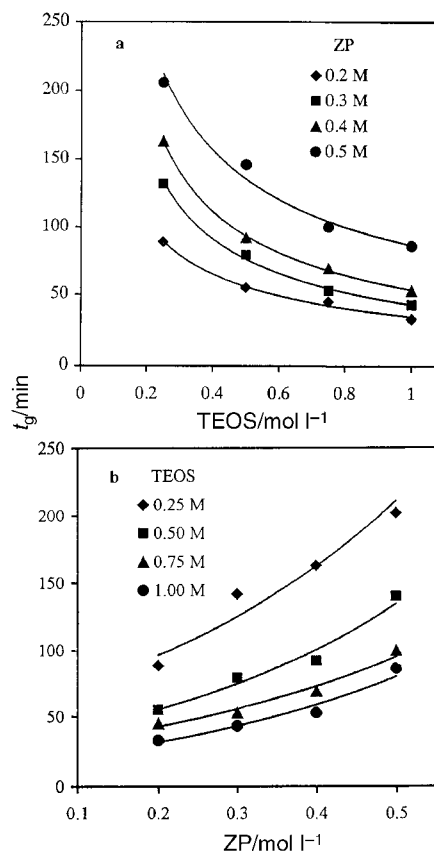 a
ZP
◆ 0.2 M
■ 0.3 M
▲ 0.4 M
● 0.5 M
250
200
150
100
50
0
0 0.2 0.4 0.6 0.8 1
TEOS/mol l⁻¹
t_g/min
b
TEOS
◆ 0.25 M
■ 0.50 M
▲ 0.75 M
● 1.00 M
250
200
150
100
50
0
0.1 0.2 0.3 0.4 0.5
ZP/mol l⁻¹